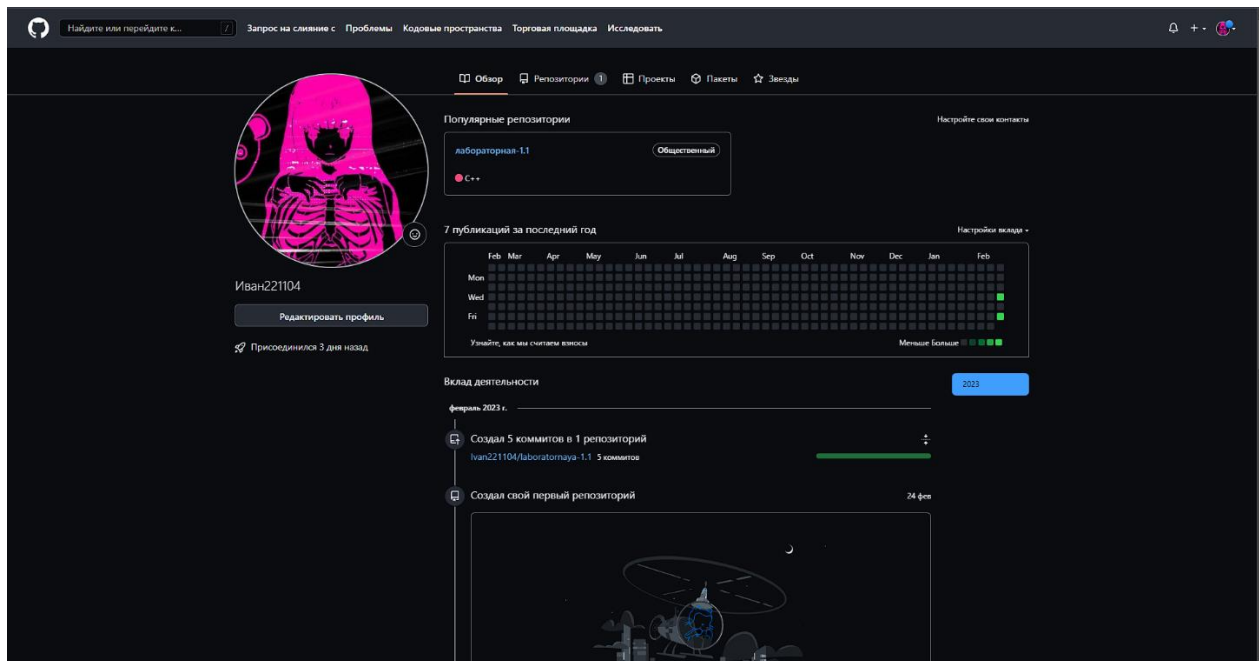 Найдите или перейдите к... / Запрос на слияние с Проблемы Кодовые пространства Торговая площадка Исследовать
Обзор Репозитории 1 Проекты Пакеты Звезды
Популярные репозитории Настройте свои контакты
лабораторная-1.1 Общественный
C++
7 публикаций за последний год Настройки вклада
Feb Mar Apr May Jun Jul Aug Sep Oct Nov Dec Jan Feb
Mon
Wed
Fri
Узнайте, как мы считаем взносы Меньше Больше
Иван221104
Редактировать профиль
Присоединился 3 дня назад
Вклад деятельности 2023
февраль 2023 г.
Создал 5 коммитов в 1 репозиторий
Ivan221104/laboratornaya-1.1 5 коммитов
Создал свой первый репозиторий 24 фев